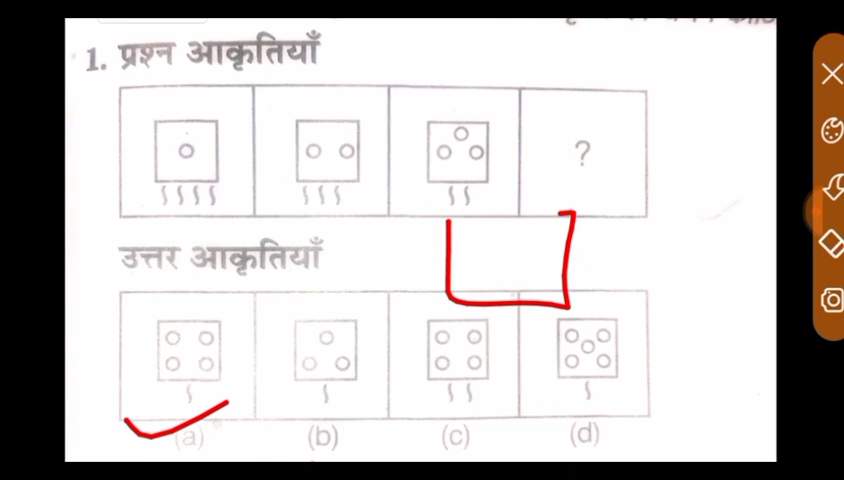 1. प्रश्न आकृतियाँ
?
उत्तर आकृतियाँ
(a) (b) (c) (d)